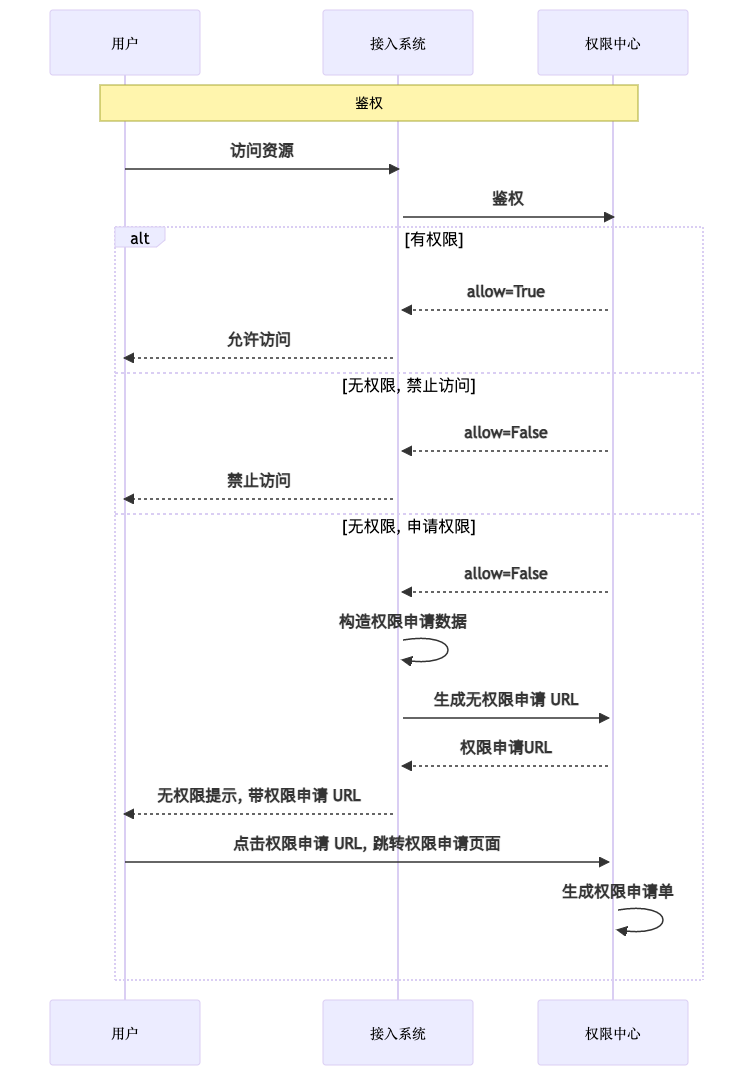 用户
接入系统
权限中心
鉴权
访问资源
鉴权
alt
[有权限]
allow=True
允许访问
[无权限, 禁止访问]
allow=False
禁止访问
[无权限, 申请权限]
allow=False
构造权限申请数据
生成无权限申请 URL
权限申请URL
无权限提示, 带权限申请 URL
点击权限申请 URL, 跳转权限申请页面
生成权限申请单
用户
接入系统
权限中心